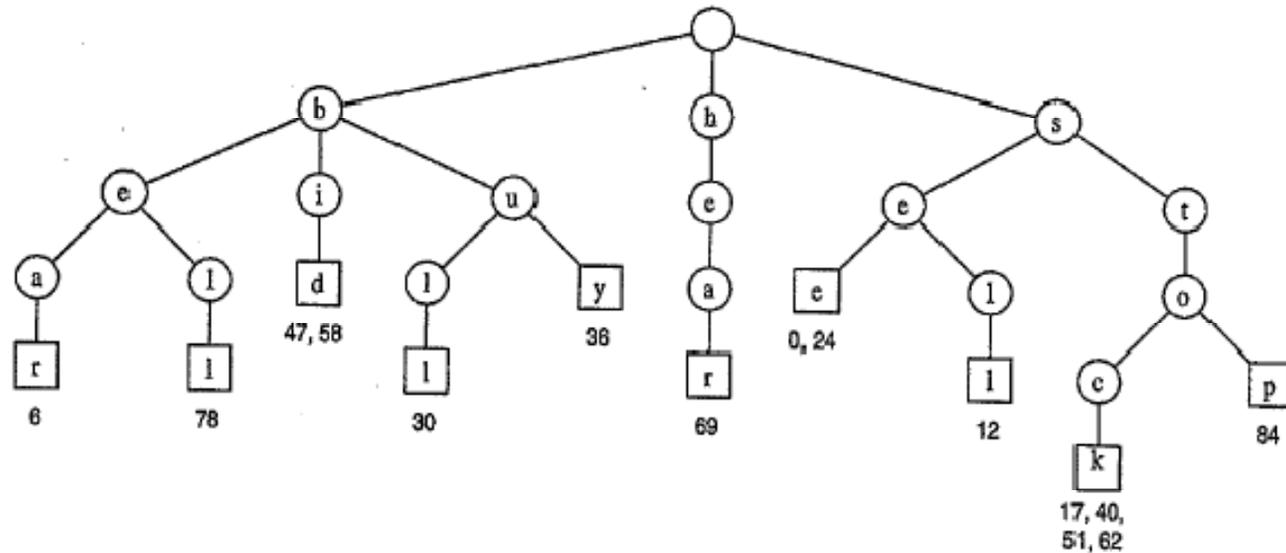 b h s
e i u e e t
a l d l y a e l o
47, 58 36 0, 24
r l l r l c p
6 78 30 69 12 84
k
17, 40,
51, 62